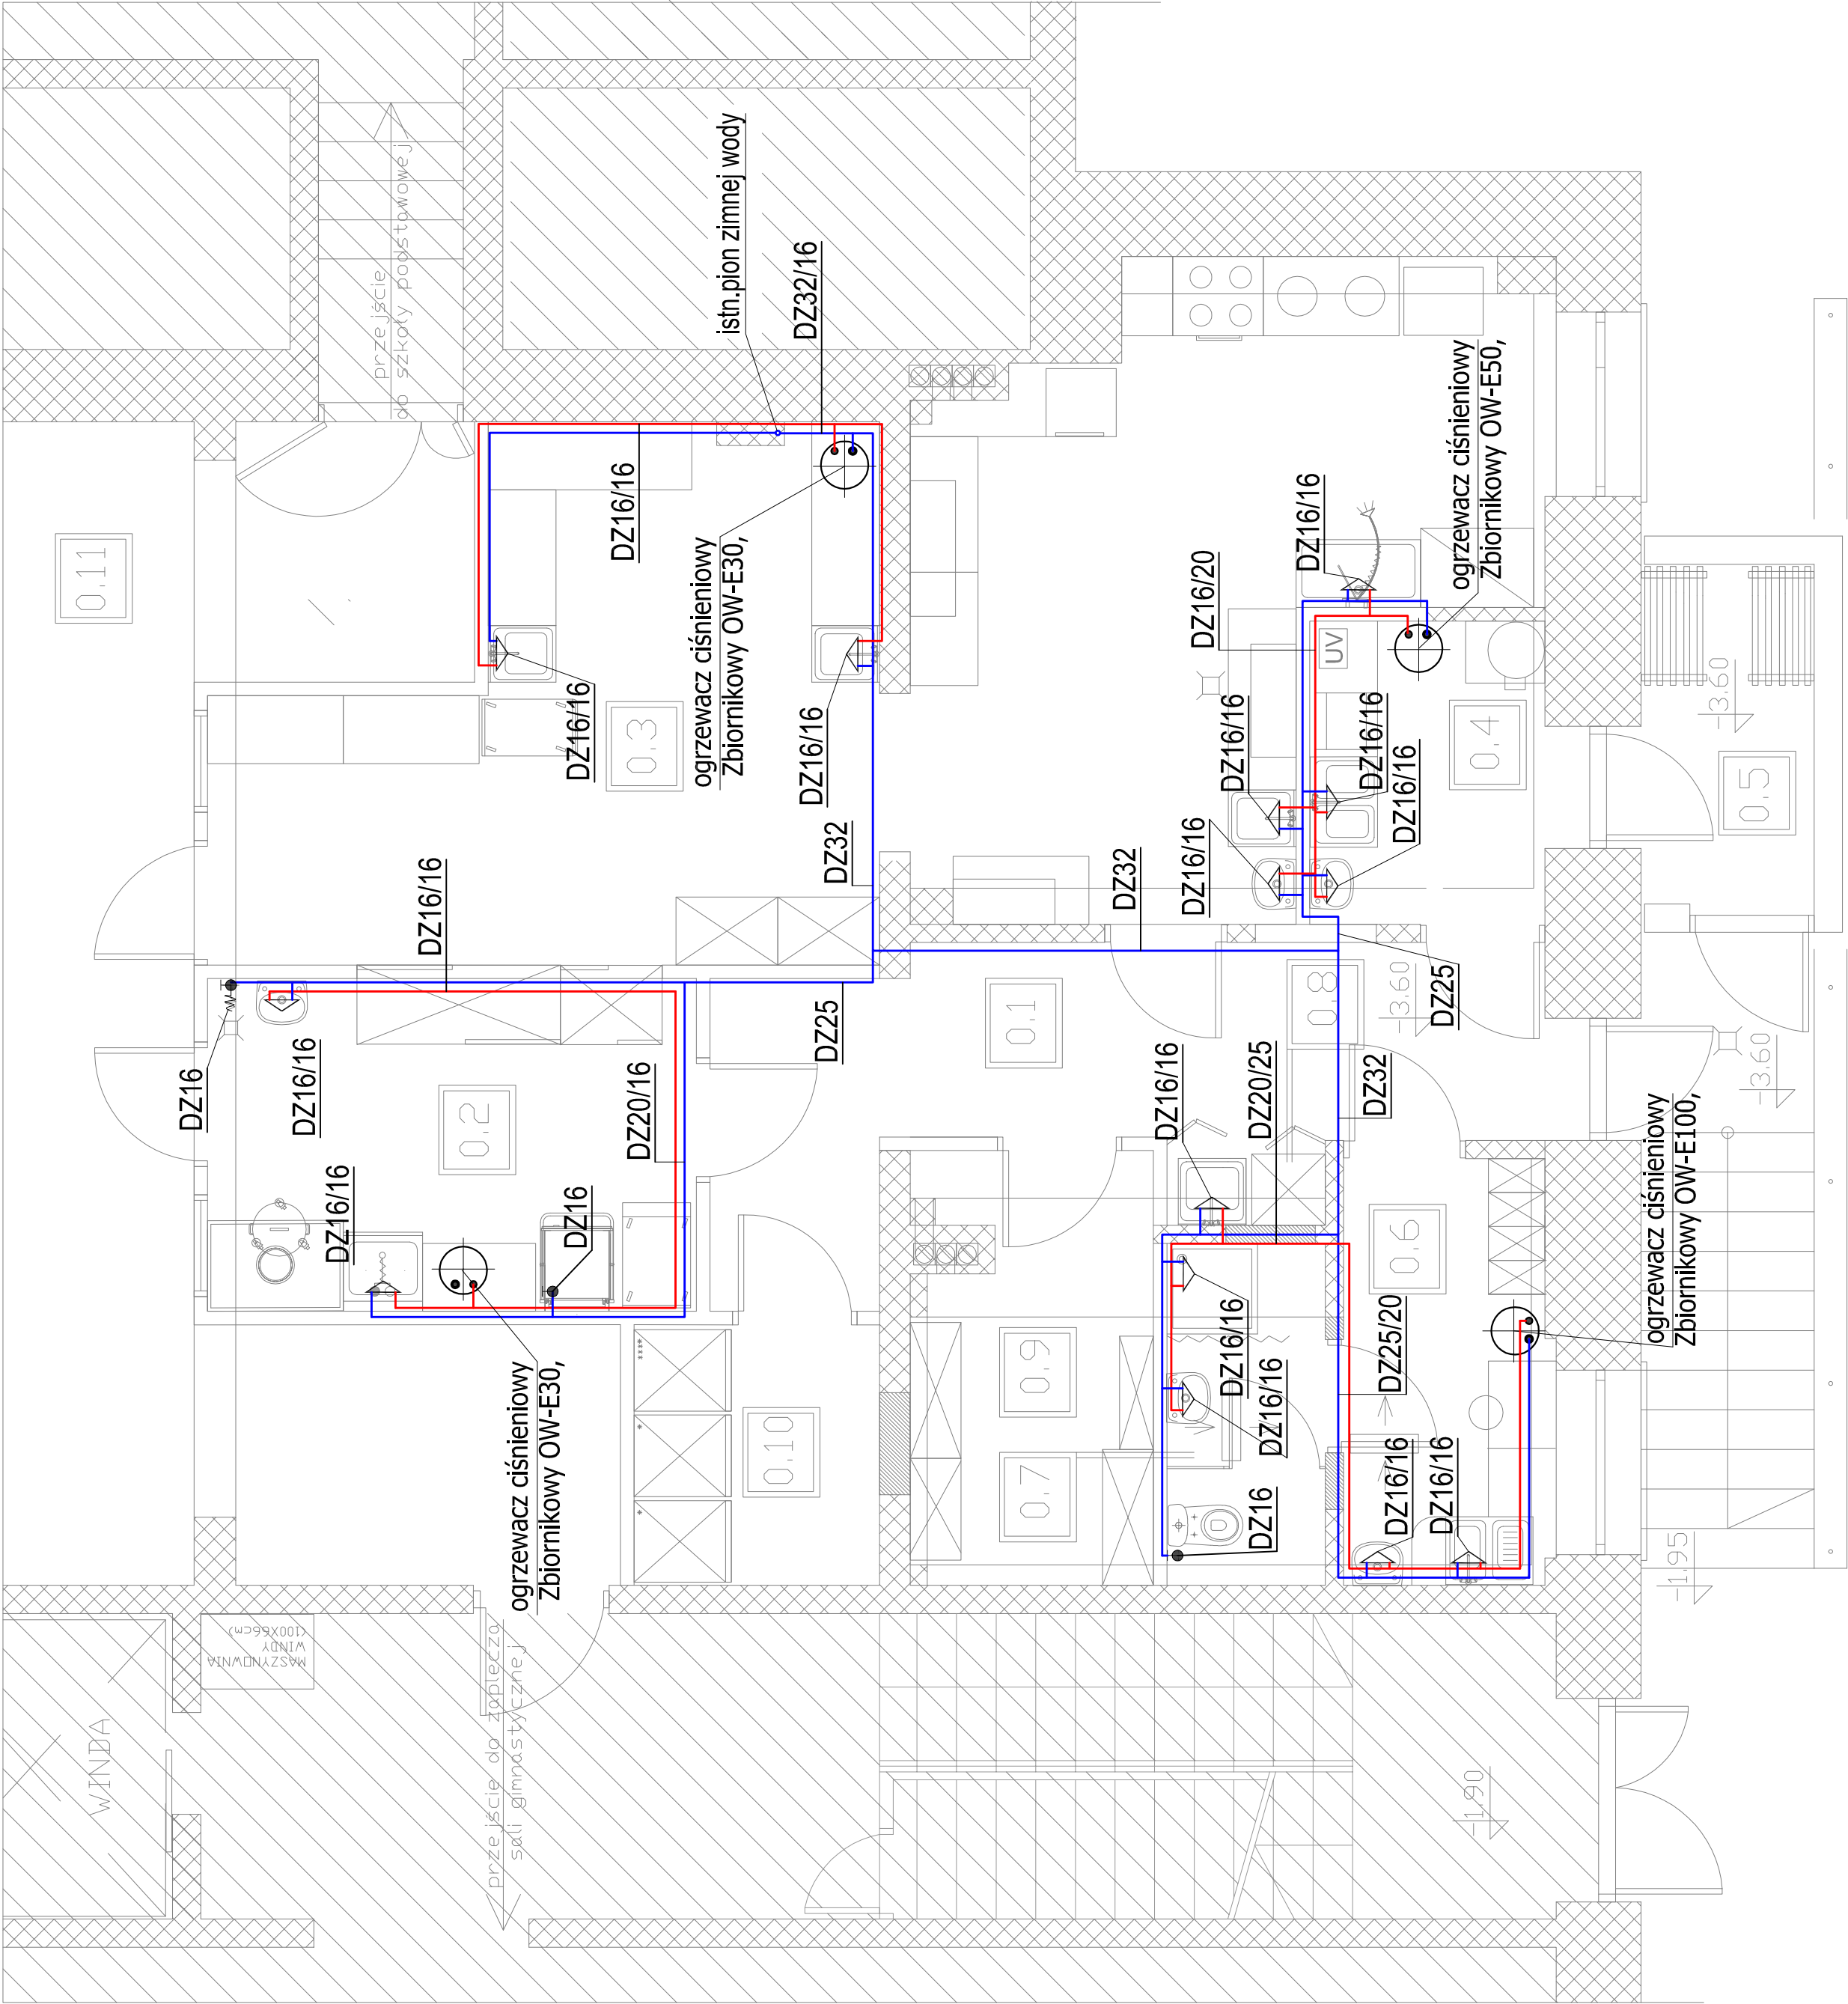 0.11
przejście
do szkoły podstawowej
istn.pion zimnej wody
DZ32/16
DZ16/16
ogrzewacz ciśnieniowy
Zbiornikowy OW-E30,
DZ16/16
0.3
DZ16/16
DZ32
DZ16/16
DZ16
DZ16/16
0.2
DZ20/16
DZ25
DZ16/16
DZ16
ogrzewacz ciśnieniowy
Zbiornikowy OW-E30,
0.10
ogrzewacz ciśnieniowy
Zbiornikowy OW-E50,
DZ16/16
DZ16/20
UV
DZ16/16
DZ16/16
DZ16/16
DZ16/16
0.4
-3.60
0.5
DZ32
0.1
0.8
-3.60
DZ25
-3.60
DZ16/16
DZ20/25
DZ32
0.6
ogrzewacz ciśnieniowy
Zbiornikowy OW-E100,
0.9
DZ16/16
DZ16/16
DZ25/20
0.7
DZ16
DZ16/16
DZ16/16
-1.95
MASZYNOWNIA
WINDY
(100X66cm)
WINDA
przejście do zaplecza
sali gimnastycznej
-1.90